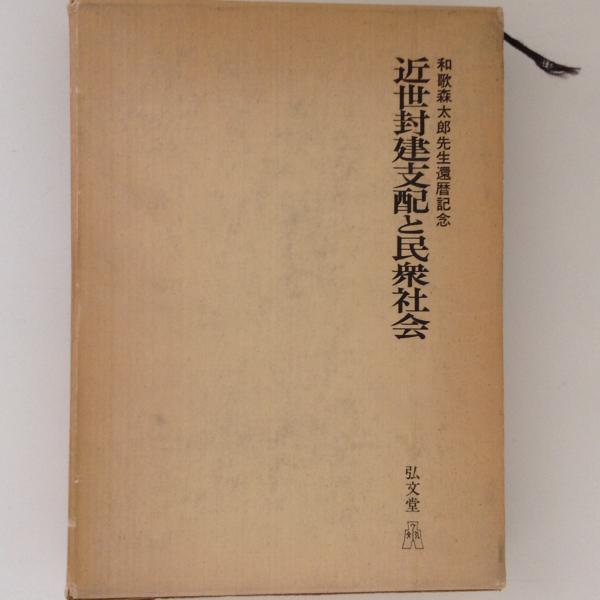 和歌森太郎先生還暦記念
近世封建支配と民衆社会
弘文堂